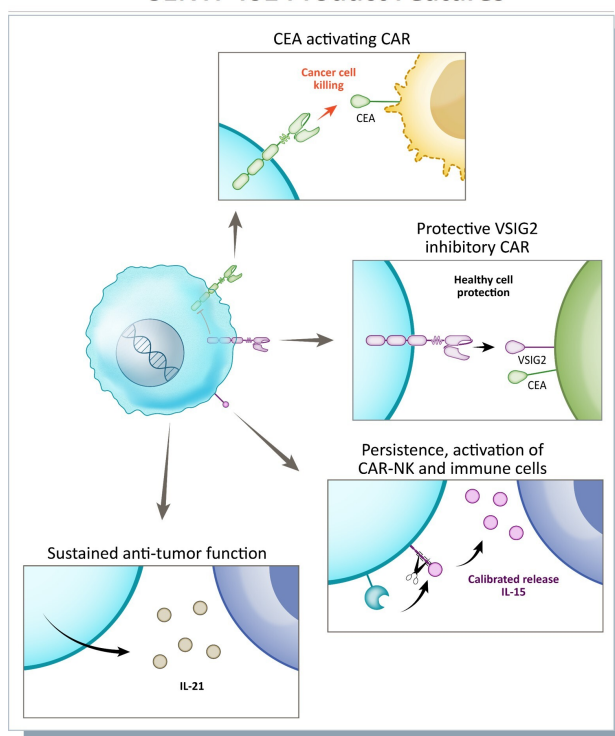 CEA activating CAR
Cancer cell
killing
CEA
Protective VSIG2
inhibitory CAR
Healthy cell
protection
VSIG2
CEA
Persistence, activation of
CAR-NK and immune cells
Calibrated release
IL-15
Sustained anti-tumor function
IL-21